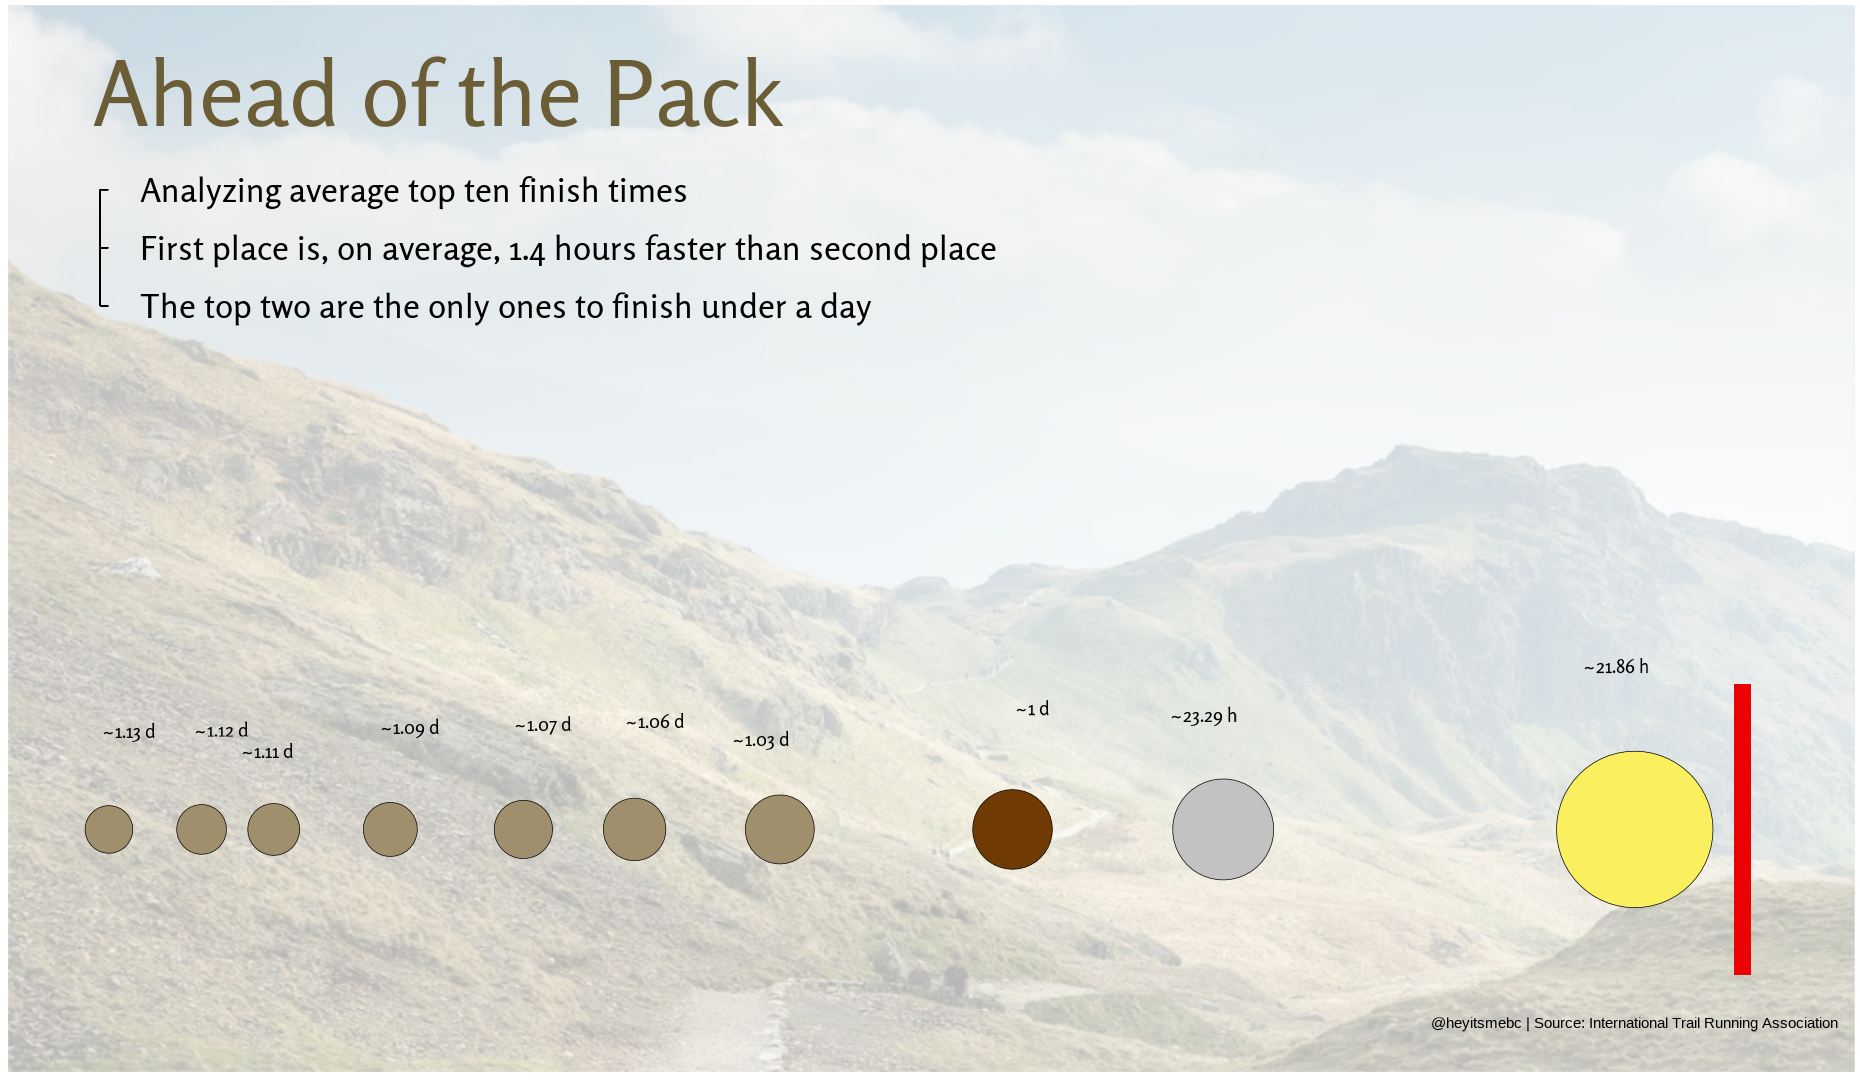 Ahead of the Pack
Analyzing average top ten finish times
First place is, on average, 1.4 hours faster than second place
The top two are the only ones to finish under a day
~1.13 d
~1.12 d
~1.11 d
~1.09 d
~1.07 d
~1.06 d
~1.03 d
~1 d
~23.29 h
~21.86 h
@heyitsmebc | Source: International Trail Running Association